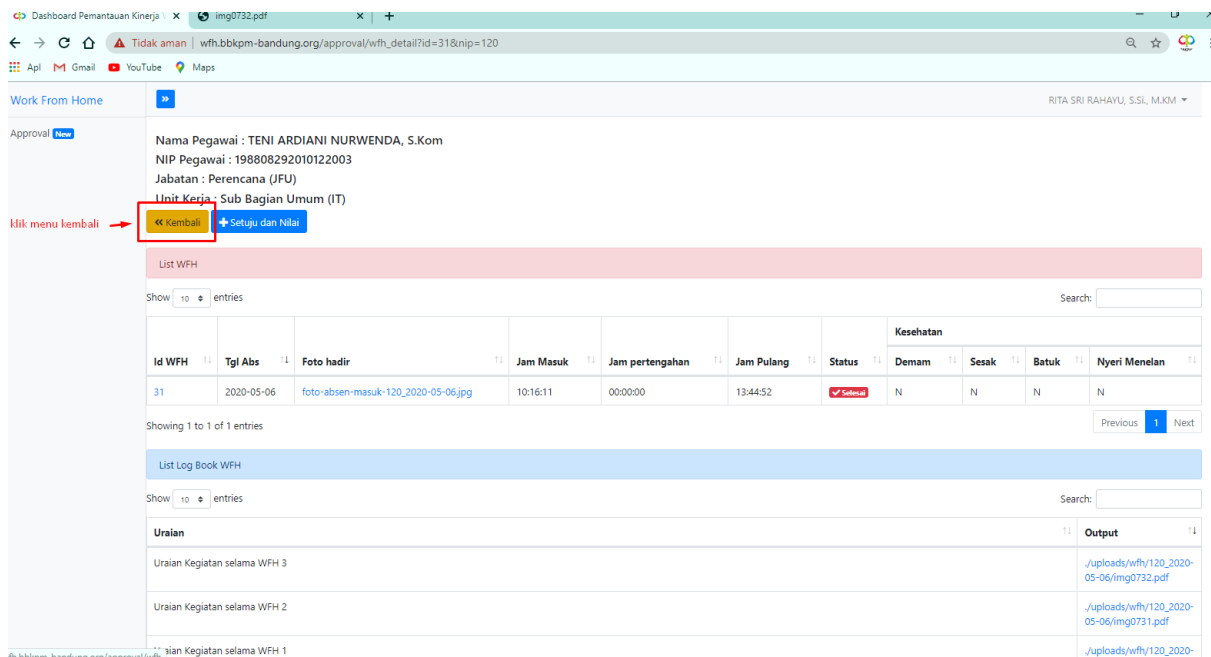 Dashboard Pemantauan Kinerja
img0732.pdf
Tidak aman | wfh.bbkpm-bandung.org/approval/wfh_detail?id=31&nip=120
Apl Gmail YouTube Maps
Work From Home
RITA SRI RAHAYU, S.Si., M.KM
Approval New
Nama Pegawai : TENI ARDIANI NURWENDA, S.Kom
NIP Pegawai : 198808292010122003
Jabatan : Perencana (JFU)
Unit Kerja : Sub Bagian Umum (IT)
klik menu kembali
Kembali
Setuju dan Nilai
List WFH
Show 10 entries
Search:
Kesehatan
Id WFH Tgl Abs Foto hadir Jam Masuk Jam pertengahan Jam Pulang Status Demam Sesak Batuk Nyeri Menelan
31 2020-05-06 foto-absen-masuk-120_2020-05-06.jpg 10:16:11 00:00:00 13:44:52 Selesai N N N N
Showing 1 to 1 of 1 entries
Previous 1 Next
List Log Book WFH
Show 10 entries
Search:
Uraian Output
Uraian Kegiatan selama WFH 3
./uploads/wfh/120_2020-
05-06/img0732.pdf
Uraian Kegiatan selama WFH 2
./uploads/wfh/120_2020-
05-06/img0731.pdf
Kegiatan selama WFH 1
./uploads/wfh/120_2020-